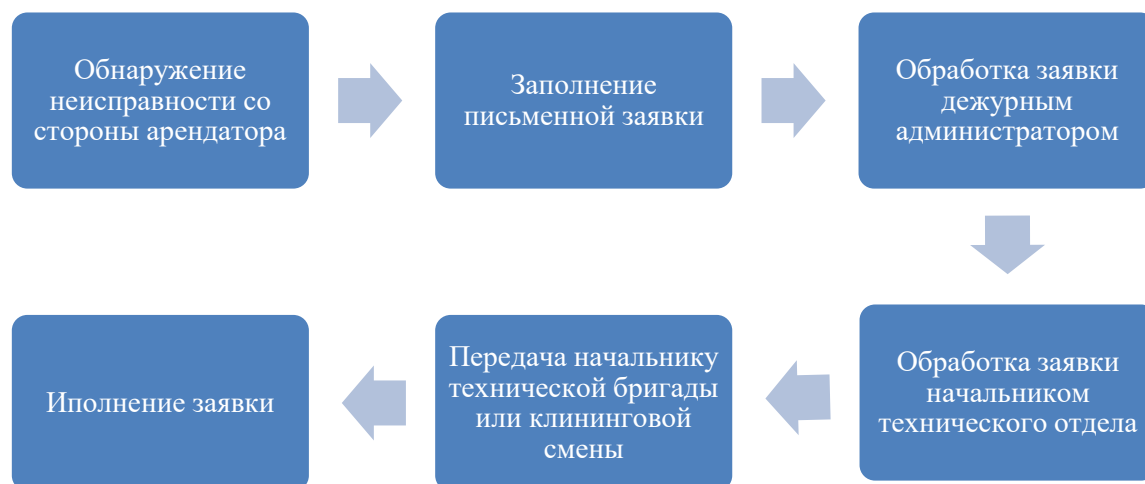 Обнаружение
неисправности со
стороны арендатора
Заполнение
письменной заявки
Обработка заявки
дежурным
администратором
Обработка заявки
начальником
технического отдела
Передача начальнику
технической бригады
или клининговой
смены
Иполнение заявки